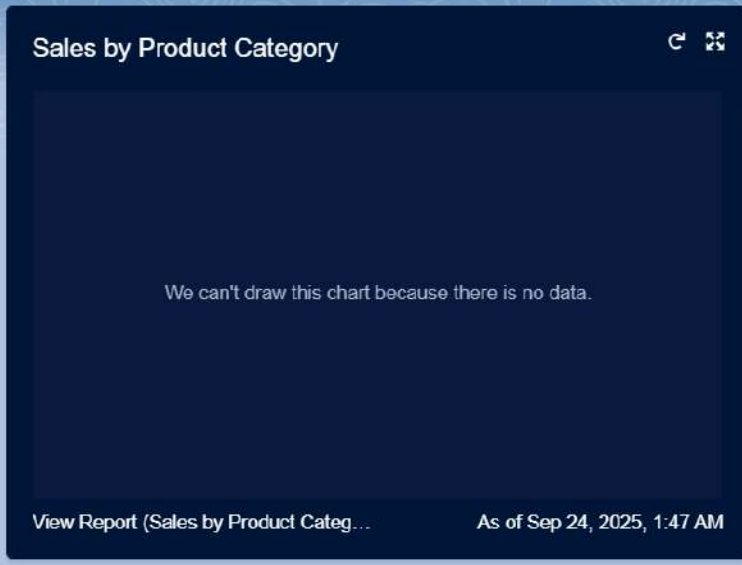 Sales by Product Category
We can't draw this chart because there is no data.
View Report (Sales by Product Categ...
As of Sep 24, 2025, 1:47 AM